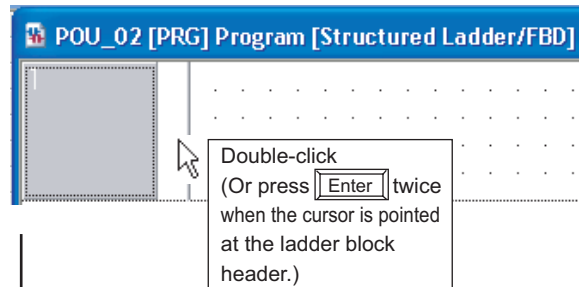 POU_02 [PRG] Program [Structured Ladder/FBD]
Double-click
(Or press Enter twice
when the cursor is pointed
at the ladder block
header.)